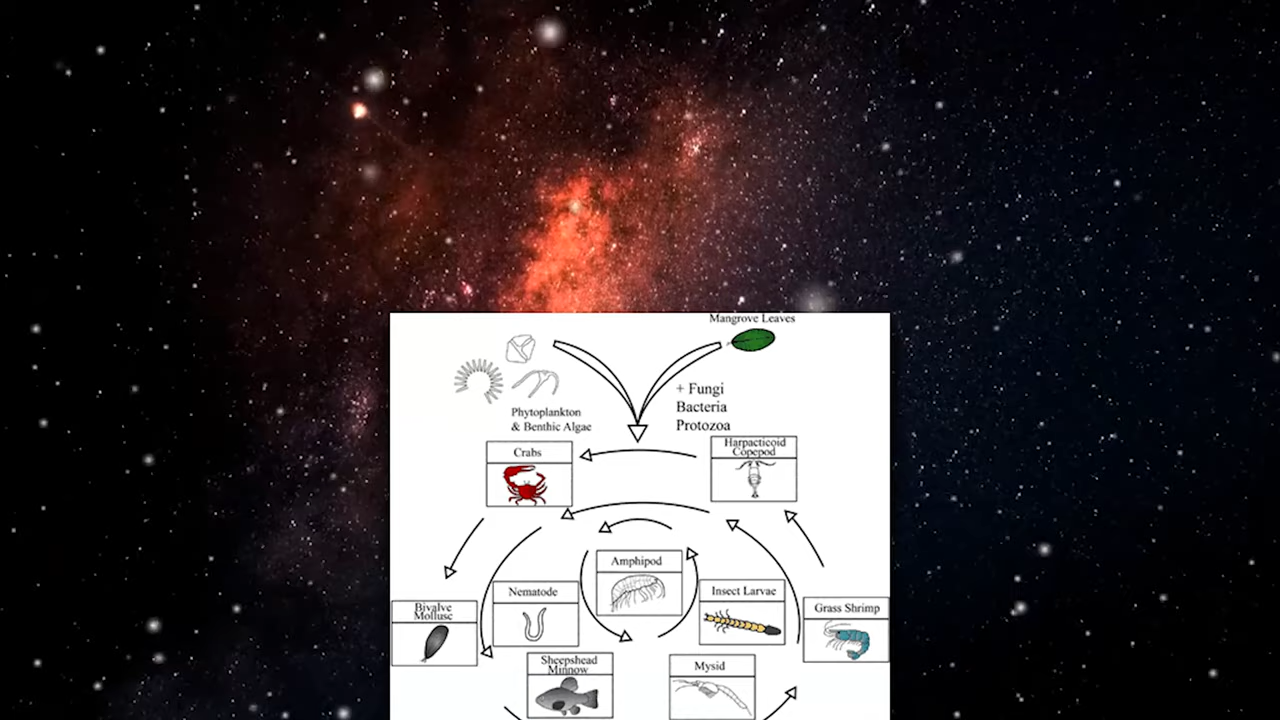 Mangrove Leaves
+ Fungi
Bacteria
Protozoa
Phytoplankton
& Benthic Algae
Crabs
Harpacticoid
Copepod
Amphipod
Nematode
Insect Larvae
Bivalve
Mollusc
Grass Shrimp
Sheepshead
Minnow
Mysid